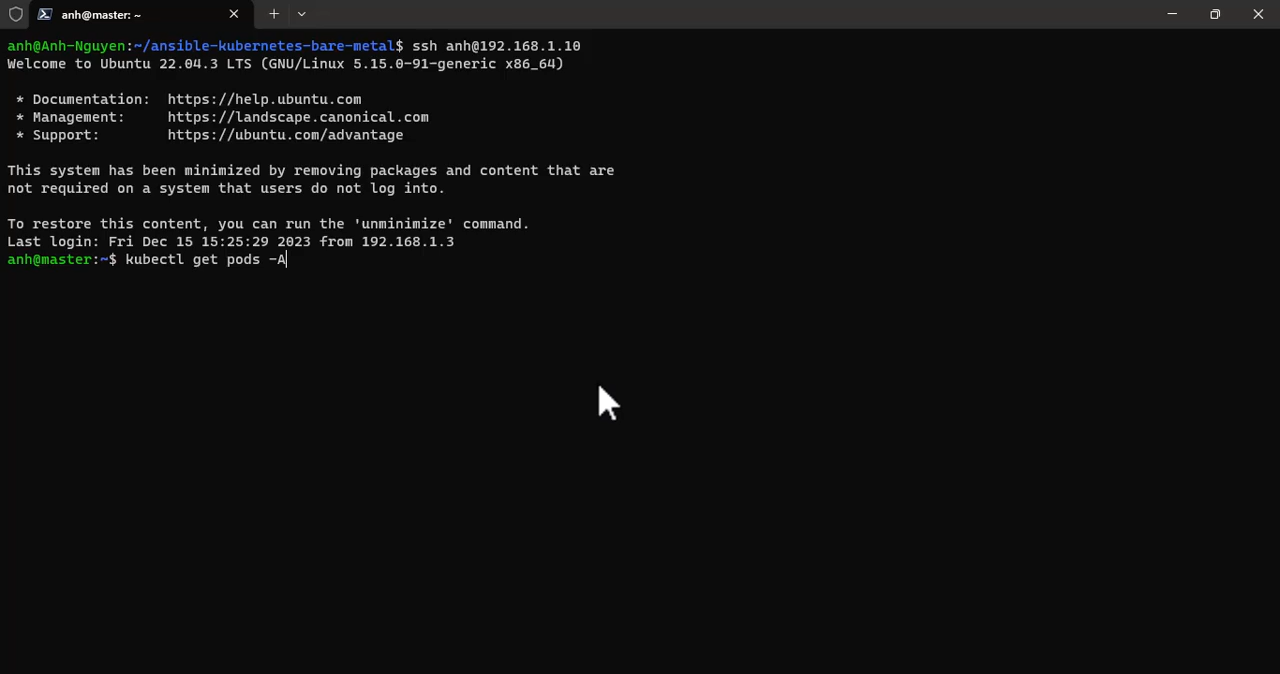 anh@master: ~
anh@Anh-Nguyen:~/ansible-kubernetes-bare-metal$ ssh anh@192.168.1.10
Welcome to Ubuntu 22.04.3 LTS (GNU/Linux 5.15.0-91-generic x86_64)
* Documentation:  https://help.ubuntu.com
* Management:     https://landscape.canonical.com
* Support:        https://ubuntu.com/advantage
This system has been minimized by removing packages and content that are
not required on a system that users do not log into.
To restore this content, you can run the 'unminimize' command.
Last login: Fri Dec 15 15:25:29 2023 from 192.168.1.3
anh@master:~$ kubectl get pods -A